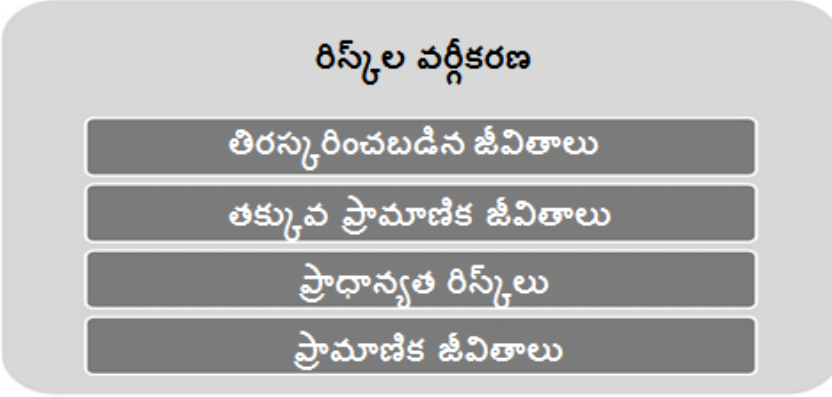 రిస్క్‌ల వర్గీకరణ
తిరస్కరించబడిన జీవితాలు
తక్కువ ప్రామాణిక జీవితాలు
ప్రాధాన్యత రిస్క్‌లు
ప్రామాణిక జీవితాలు